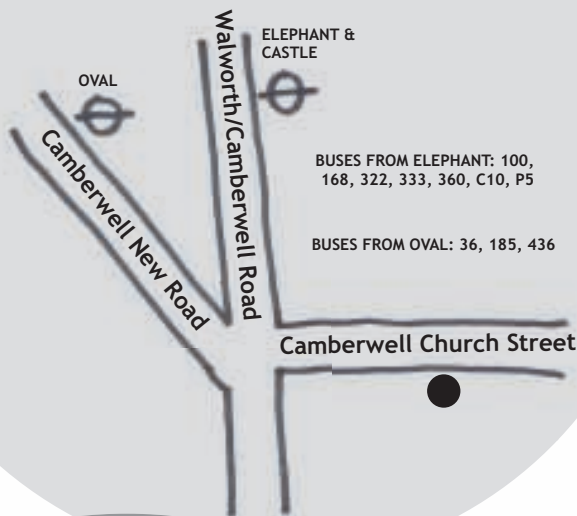 ELEPHANT &
CASTLE
OVAL
Walworth/Camberwell Road
Camberwell New Road
BUSES FROM ELEPHANT: 100,
168, 322, 333, 360, C10, P5
BUSES FROM OVAL: 36, 185, 436
Camberwell Church Street